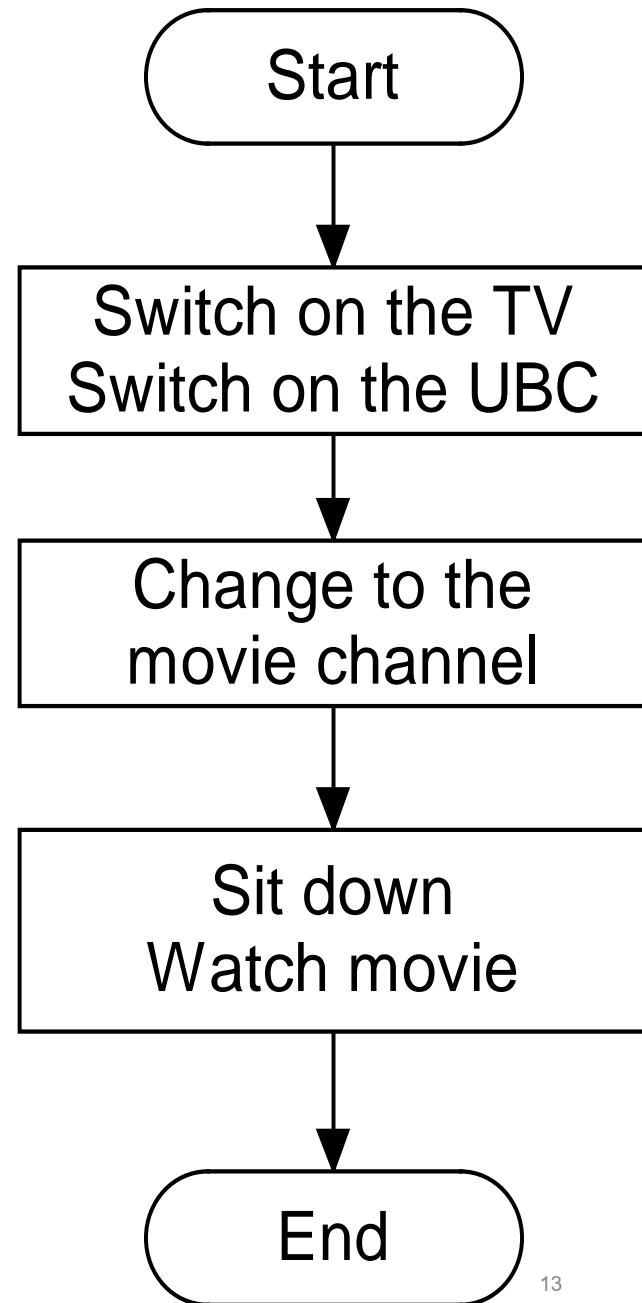 Start
Switch on the TV
Switch on the UBC
Change to the
movie channel
Sit down
Watch movie
End
13